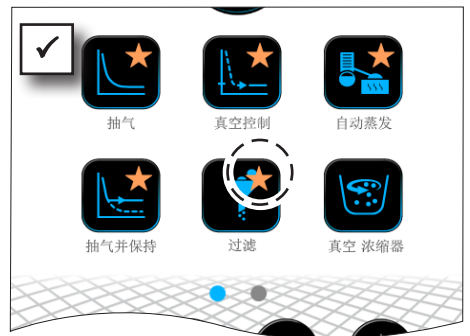 抽气
真空控制
自动蒸发
抽气并保持
过滤
真空 浓缩器